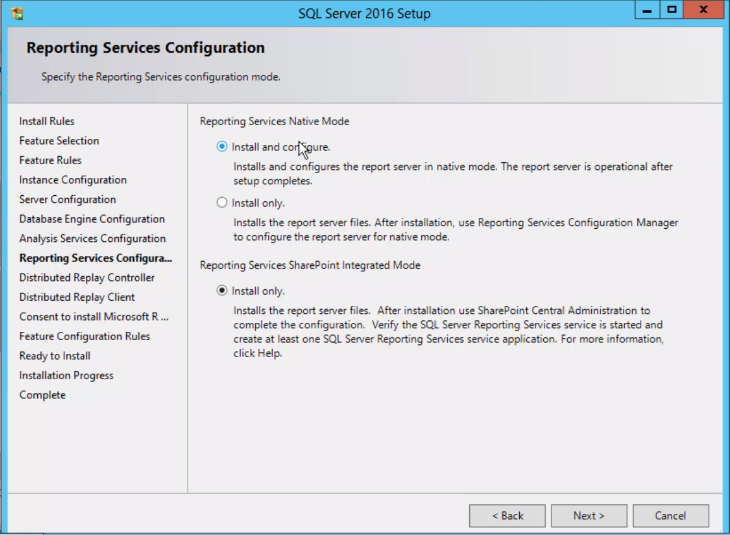 SQL Server 2016 Setup
Reporting Services Configuration
Specify the Reporting Services configuration mode.
Install Rules
Feature Selection
Feature Rules
Instance Configuration
Server Configuration
Database Engine Configuration
Analysis Services Configuration
Reporting Services Configura...
Distributed Replay Controller
Distributed Replay Client
Consent to install Microsoft R ...
Feature Configuration Rules
Ready to Install
Installation Progress
Complete
Reporting Services Native Mode
Install and configure.
Installs and configures the report server in native mode. The report server is operational after
setup completes.
Install only.
Installs the report server files. After installation, use Reporting Services Configuration Manager
to configure the report server for native mode.
Reporting Services SharePoint Integrated Mode
Install only.
Installs the report server files. After installation use SharePoint Central Administration to
complete the configuration. Verify the SQL Server Reporting Services service is started and
create at least one SQL Server Reporting Services service application. For more information,
click Help.
< Back
Next >
Cancel